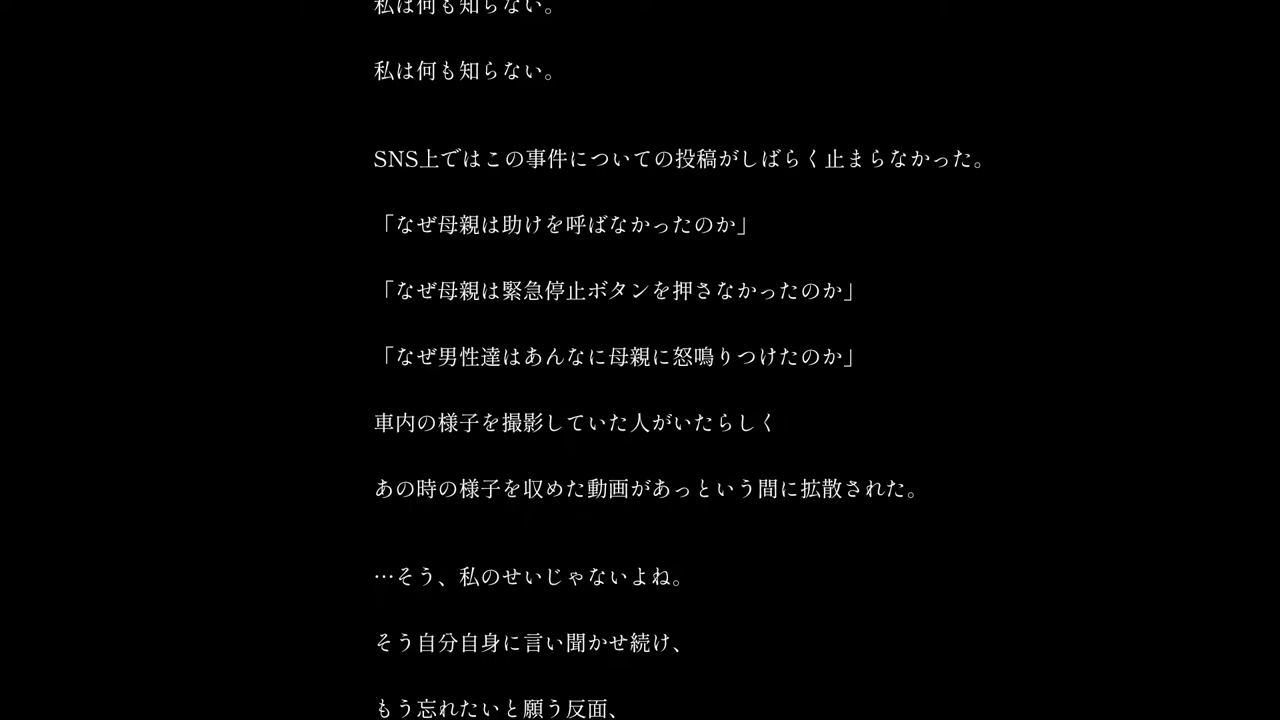 私は何も知らない。
私は何も知らない。
SNS上ではこの事件についての投稿がしばらく止まらなかった。
「なぜ母親は助けを呼ばなかったのか」
「なぜ母親は緊急停止ボタンを押さなかったのか」
「なぜ男性達はあんなに母親に怒鳴りつけたのか」
車内の様子を撮影していた人がいたらしく
あの時の様子を収めた動画があっという間に拡散された。
…そう、私のせいじゃないよね。
そう自分自身に言い聞かせ続け、
もう忘れたいと願う反面、